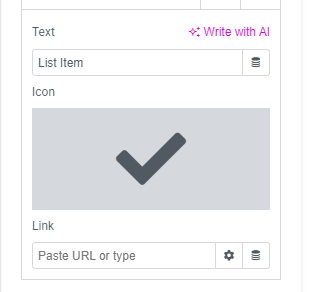 Text
Write with AI
List Item
Icon
Link
Paste URL or type